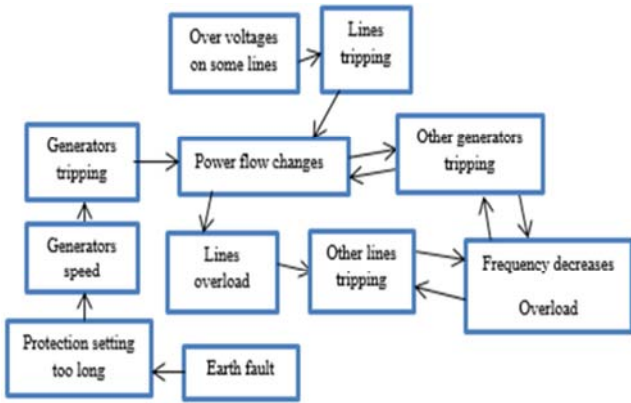 Over voltages
on some lines
Lines
tripping
Generators
tripping
Power flow changes
Other generators
tripping
Generators
speed
Lines
overload
Other lines
tripping
Frequency decreases
Overload
Protection setting
too long
Earth fault